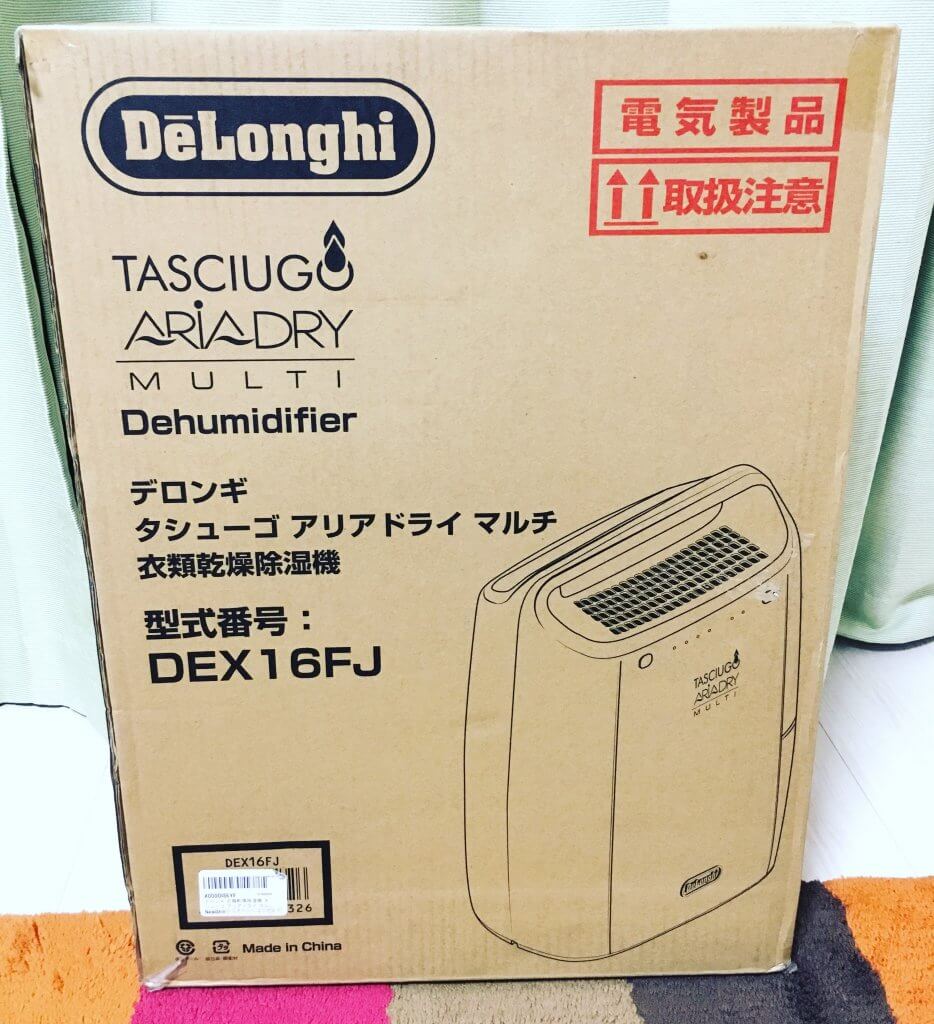 DēLonghi
電気製品
取扱注意
TASCIUGO
ARIADRY
MULTI
Dehumidifier
デロンギ
タシューゴ アリアドライ マルチ
衣類乾燥除湿機
型式番号：
DEX16FJ
TASCIUGO
ARIADRY
MULTI
DēLonghi
DEX16FJ
326
Made in China